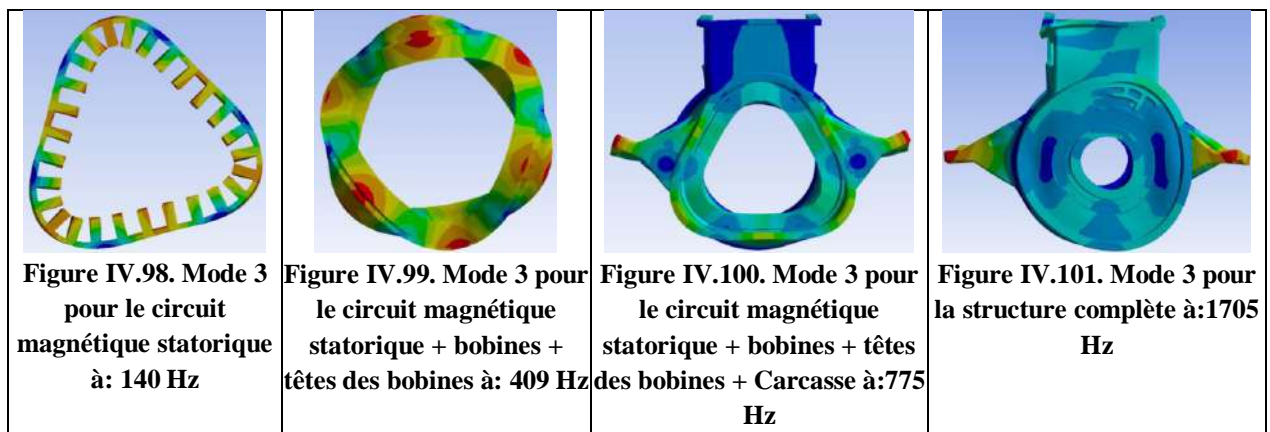 Figure IV.98. Mode 3
pour le circuit
magnétique statorique
à: 140 Hz
Figure IV.99. Mode 3 pour
le circuit magnétique
statorique + bobines +
têtes des bobines à: 409 Hz
Figure IV.100. Mode 3 pour
le circuit magnétique
statorique + bobines + têtes
des bobines + Carcasse à:775
Hz
Figure IV.101. Mode 3 pour
la structure complète à:1705
Hz